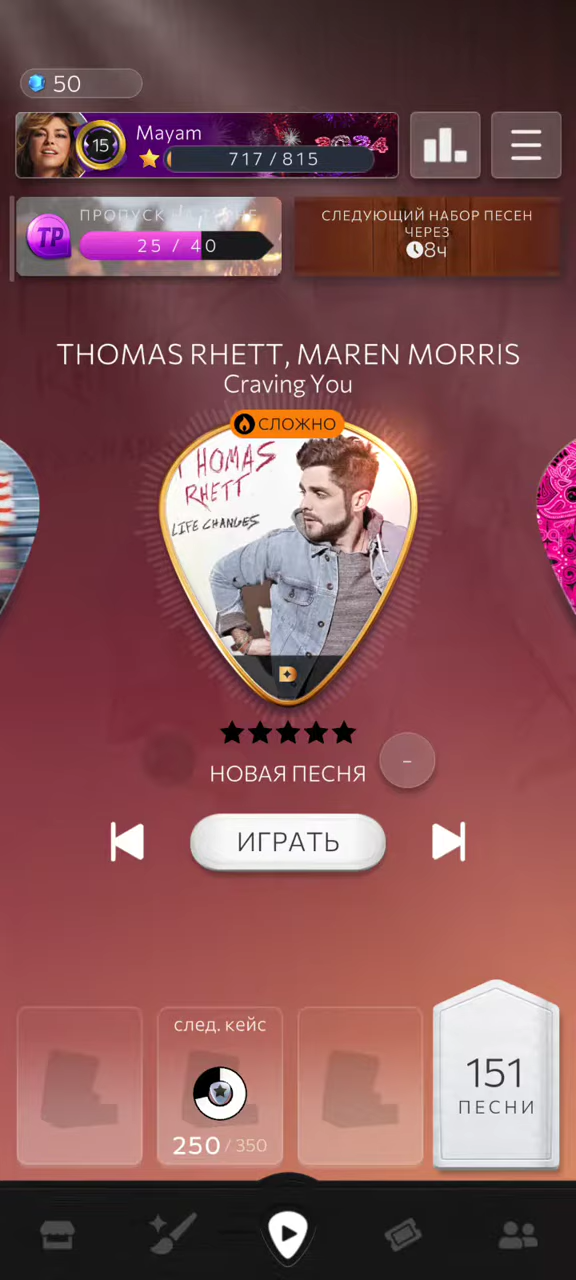 50
15
Mayam
2024
717 / 815
ПРОПУСК
TP
25 / 40
СЛЕДУЮЩИЙ НАБОР ПЕСЕН
ЧЕРЕЗ
8ч
THOMAS RHETT, MAREN MORRIS
Craving You
СЛОЖНО
THOMAS
RHETT
LIFE CHANGES
D
НОВАЯ ПЕСНЯ
-
ИГРАТЬ
след. кейс
250 / 350
151
ПЕСНИ